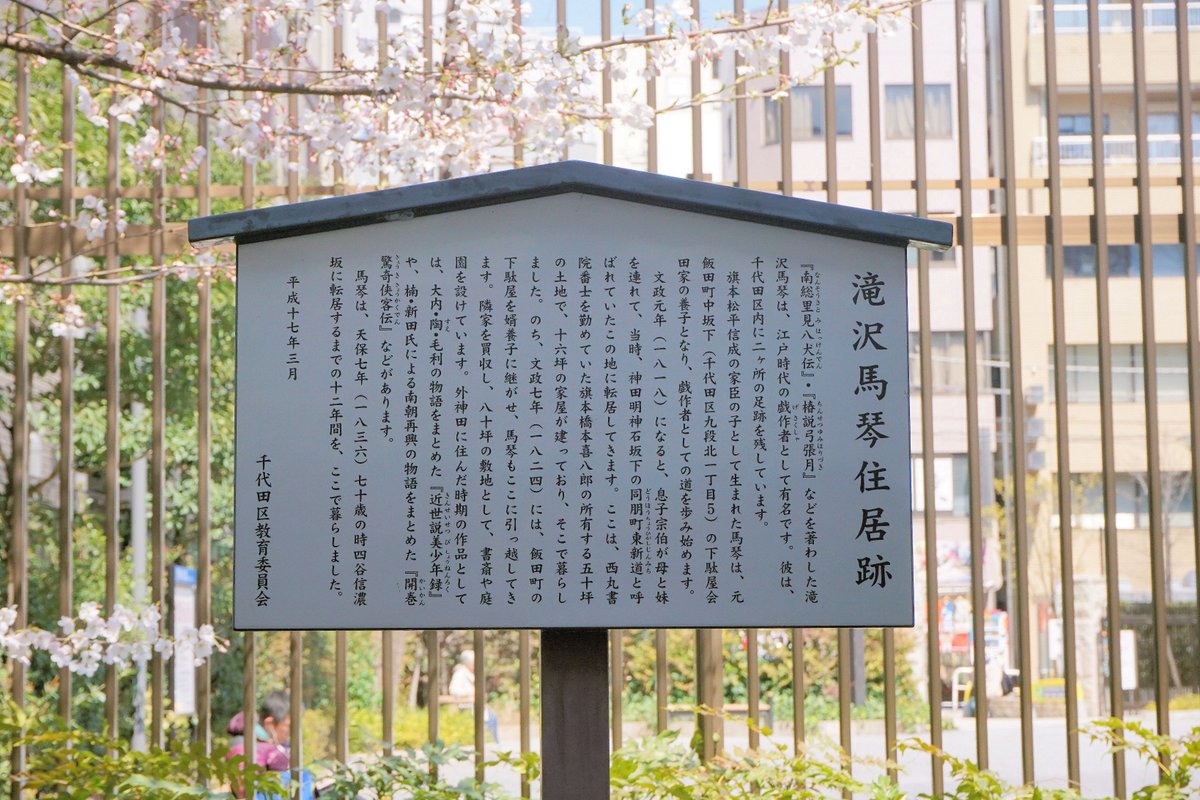 滝沢馬琴住居跡
『南総里見八犬伝』・『椿説弓張月』などを著わした滝
沢馬琴は、江戸時代の戯作者として有名です。彼は、
千代田区内に二ヶ所の足跡を残しています。
旗本松平信成の家臣の子として生まれた馬琴は、元
飯田町中坂下（千代田区九段北一丁目５）の下駄屋会
田家の養子となり、戯作者としての道を歩み始めます。
文政元年（一八一八）になると、息子宗伯が母と妹
を連れて、当時、神田明神石坂下の同朋町東新道と呼
ばれていたこの地に転居してきます。ここは、西丸書
院番士を勤めていた旗本橋本喜八郎の所有する五十坪
の土地で、十六坪の家屋が建っており、そこで暮らし
ました。のち、文政七年（一八二四）には、飯田町の
下駄屋を婿養子に継がせ、馬琴もここに引っ越してき
ます。隣家を買収し、八十坪の敷地として、書斎や庭
園を設けています。外神田に住んだ時期の作品として
は、大内・陶・毛利の物語をまとめた『近世説美少年録』
や、楠・新田氏による南朝再興の物語をまとめた『開巻
驚奇侠客伝』などがあります。
馬琴は、天保七年（一八三六）七十歳の時四谷信濃
坂に転居するまでの十二年間を、ここで暮らしました。
平成十七年三月
千代田区教育委員会